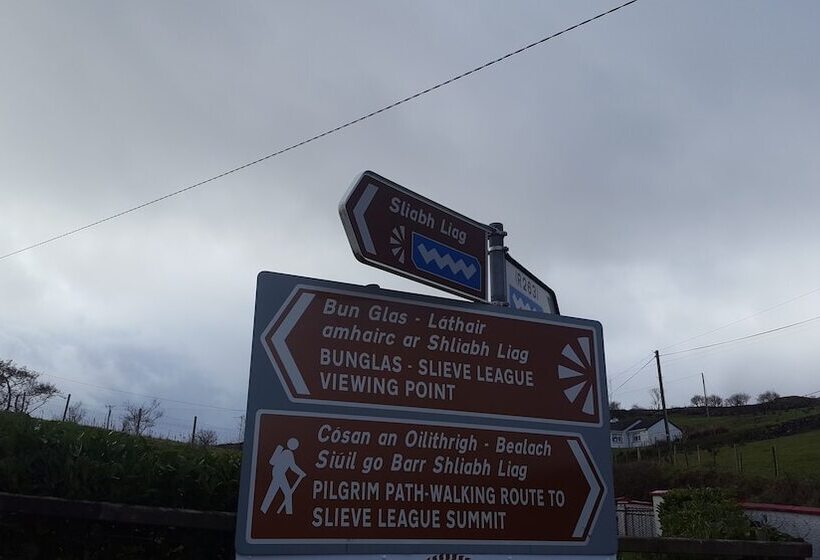 Sliabh Liag
R263
Bun Glas - Láthair
amhairc ar Shliabh Liag
BUNGLAS - SLIEVE LEAGUE
VIEWING POINT
Cósan an Oilithrigh - Bealach
Siúil go Barr Shliabh Liag
PILGRIM PATH-WALKING ROUTE TO
SLIEVE LEAGUE SUMMIT